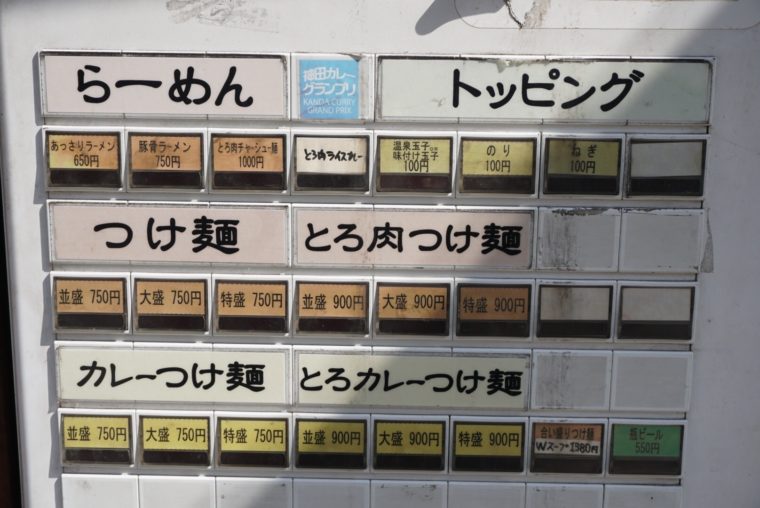 らーめん
神田カレー
グランプリ
KANDA CURRY
GRAND PRIX
トッピング
あっさりラーメン
650円
豚骨ラーメン
750円
とろ肉チャーシュー麺
1000円
とろ肉ライスカレー
温泉玉子
味付け玉子
100円
のり
100円
ねぎ
100円
つけ麺
とろ肉つけ麺
並盛 750円
大盛 750円
特盛 750円
並盛 900円
大盛 900円
特盛 900円
カレーつけ麺
とろカレーつけ麺
並盛 750円
大盛 750円
特盛 750円
並盛 900円
大盛 900円
特盛 900円
合い盛りつけ麺
Wスープ 1380円
瓶ビール
550円